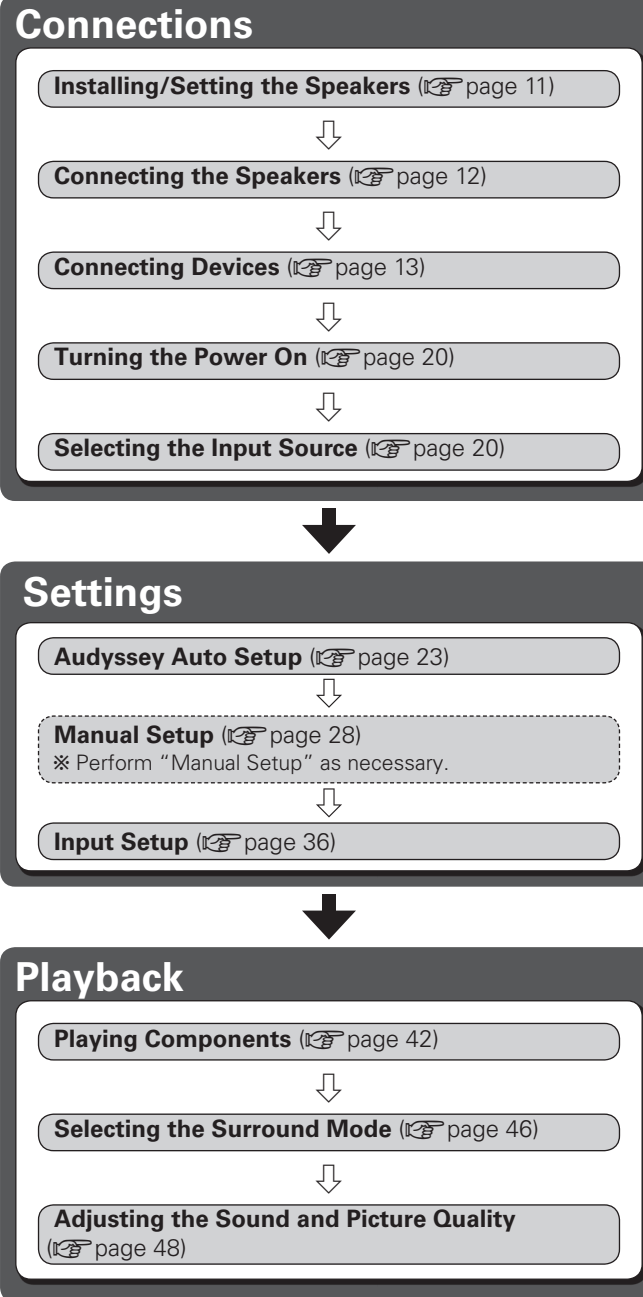 Connections
Installing/Setting the Speakers (☞page 11)
Connecting the Speakers (☞page 12)
Connecting Devices (☞page 13)
Turning the Power On (☞page 20)
Selecting the Input Source (☞page 20)
Settings
Audyssey Auto Setup (☞page 23)
Manual Setup (☞page 28)
※ Perform “Manual Setup” as necessary.
Input Setup (☞page 36)
Playback
Playing Components (☞page 42)
Selecting the Surround Mode (☞page 46)
Adjusting the Sound and Picture Quality
(☞page 48)